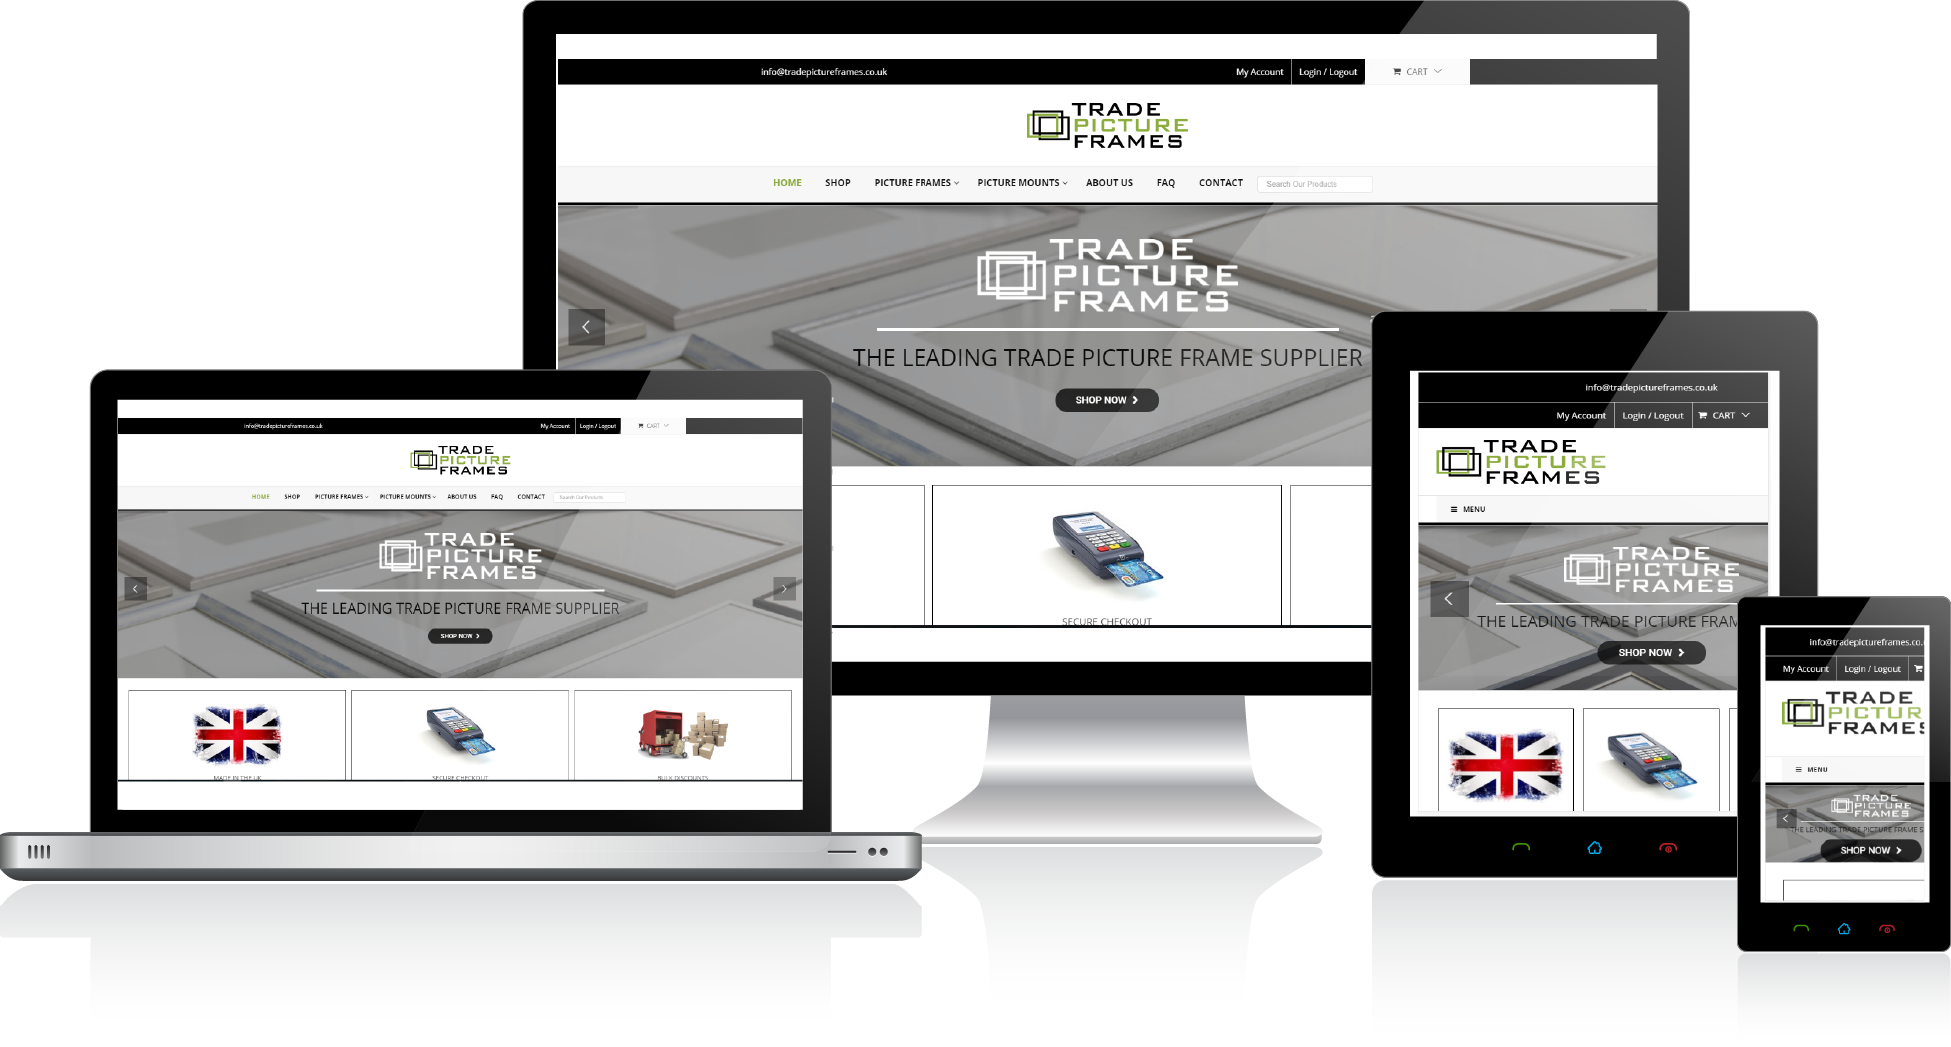 info@tradepictureframes.co.uk
My Account
Login / Logout
CART
TRADE
PICTURE
FRAMES
HOME
SHOP
PICTURE FRAMES
PICTURE MOUNTS
ABOUT US
FAQ
CONTACT
Search Our Products
TRADE
PICTURE
FRAMES
THE LEADING TRADE PICTURE FRAME SUPPLIER
SHOP NOW
SECURE CHECKOUT
info@tradepictureframes.co.uk
My Account
Login / Logout
CART
TRADE
PICTURE
FRAMES
HOME
SHOP
PICTURE FRAMES
PICTURE MOUNTS
ABOUT US
FAQ
CONTACT
Search Our Products
TRADE
PICTURE
FRAMES
THE LEADING TRADE PICTURE FRAME SUPPLIER
SHOP NOW
MADE IN THE UK
SECURE CHECKOUT
BULK DISCOUNTS
info@tradepictureframes.co.uk
My Account
Login / Logout
CART
TRADE
PICTURE
FRAMES
MENU
TRADE
PICTURE
FRAMES
THE LEADING TRADE PICTURE FRAM
SHOP NOW
info@tradepictureframes.co.
My Account
Login / Logout
TRADE
PICTUR
FRAMES
MENU
TRADE
PICTURE
FRAMES
THE LEADING TRADE PICTURE FRAME S
SHOP NOW